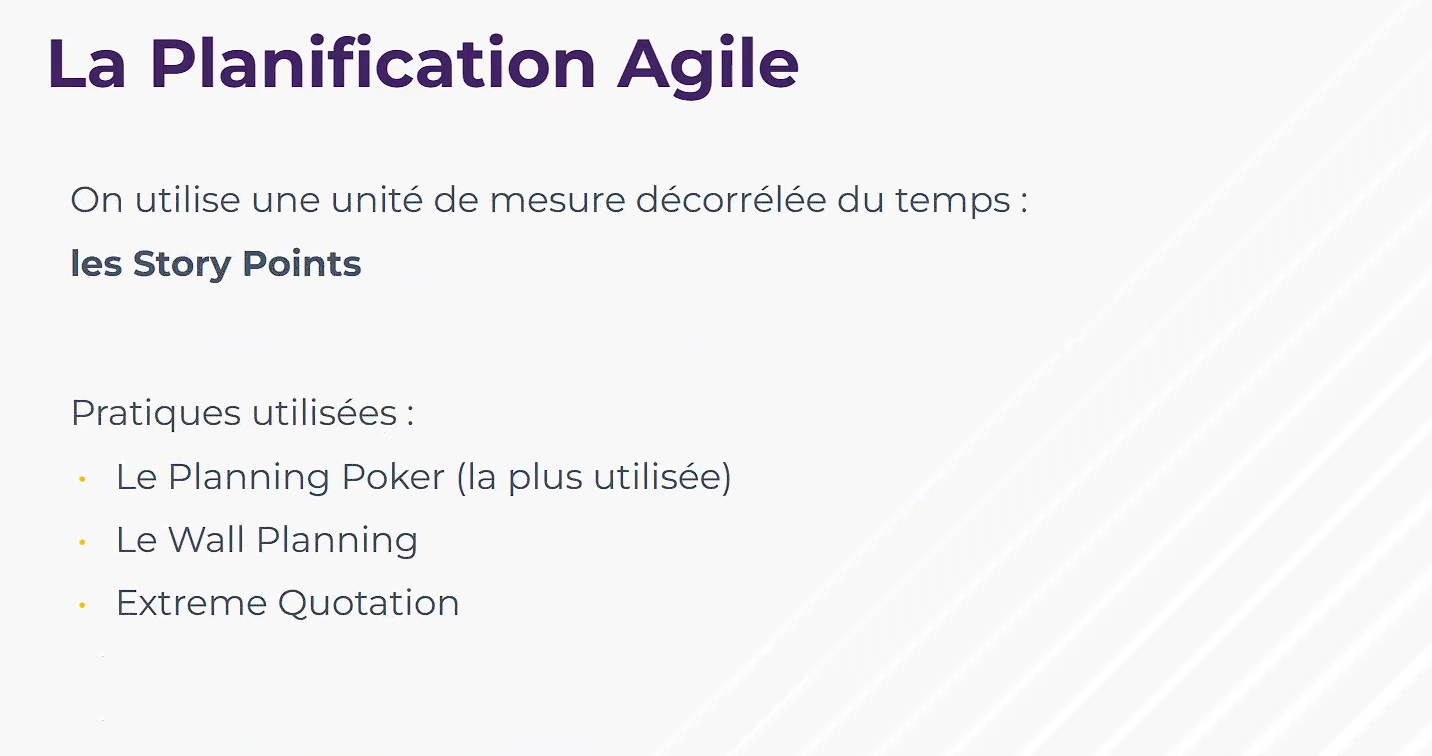 La Planification Agile
On utilise une unité de mesure décorrélée du temps :
les Story Points
Pratiques utilisées :
• Le Planning Poker (la plus utilisée)
• Le Wall Planning
• Extreme Quotation